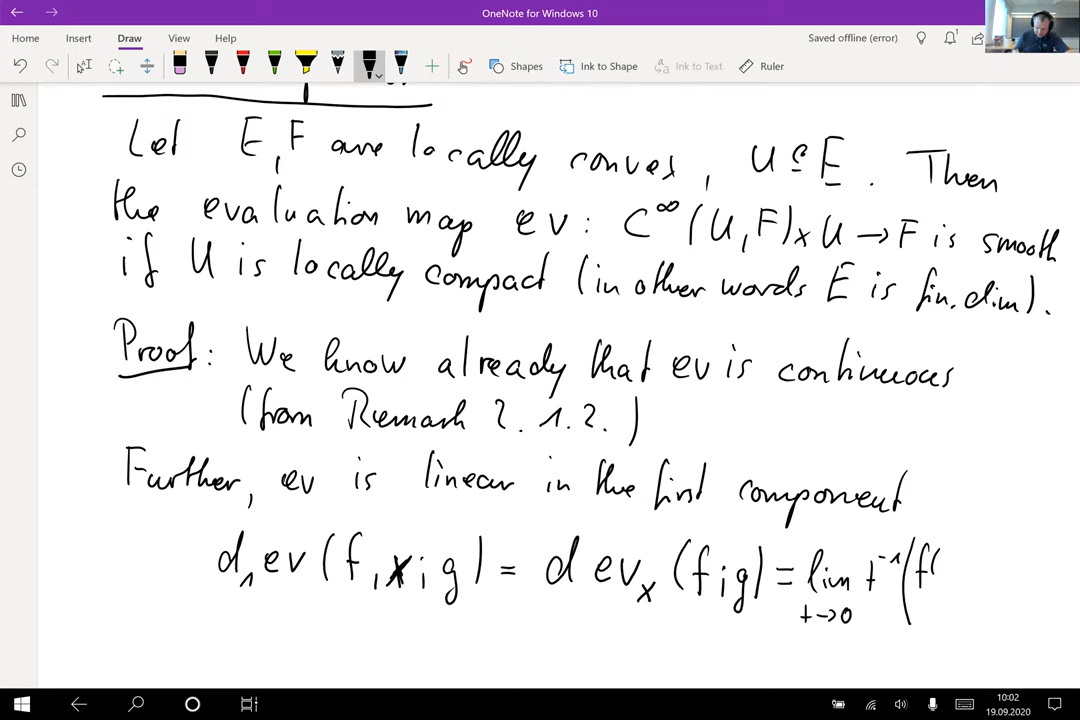 OneNote for Windows 10
Home Insert Draw View Help Saved offline (error)
Shapes Ink to Shape Ink to Text Ruler
Let E, F are locally convex, U ⊆ E. Then
the evaluation map ev: C^∞(U,F) × U → F is smooth
if U is locally compact (in other words E is fin. dim).
Proof: We know already that ev is continuous
(from Remark 2.1.2.)
Further, ev is linear in the first component
d₁ev(f,x;g) = d ev_x(f;g) = lim_{t→0} t^{-1}(f(
10:02
19.09.2020